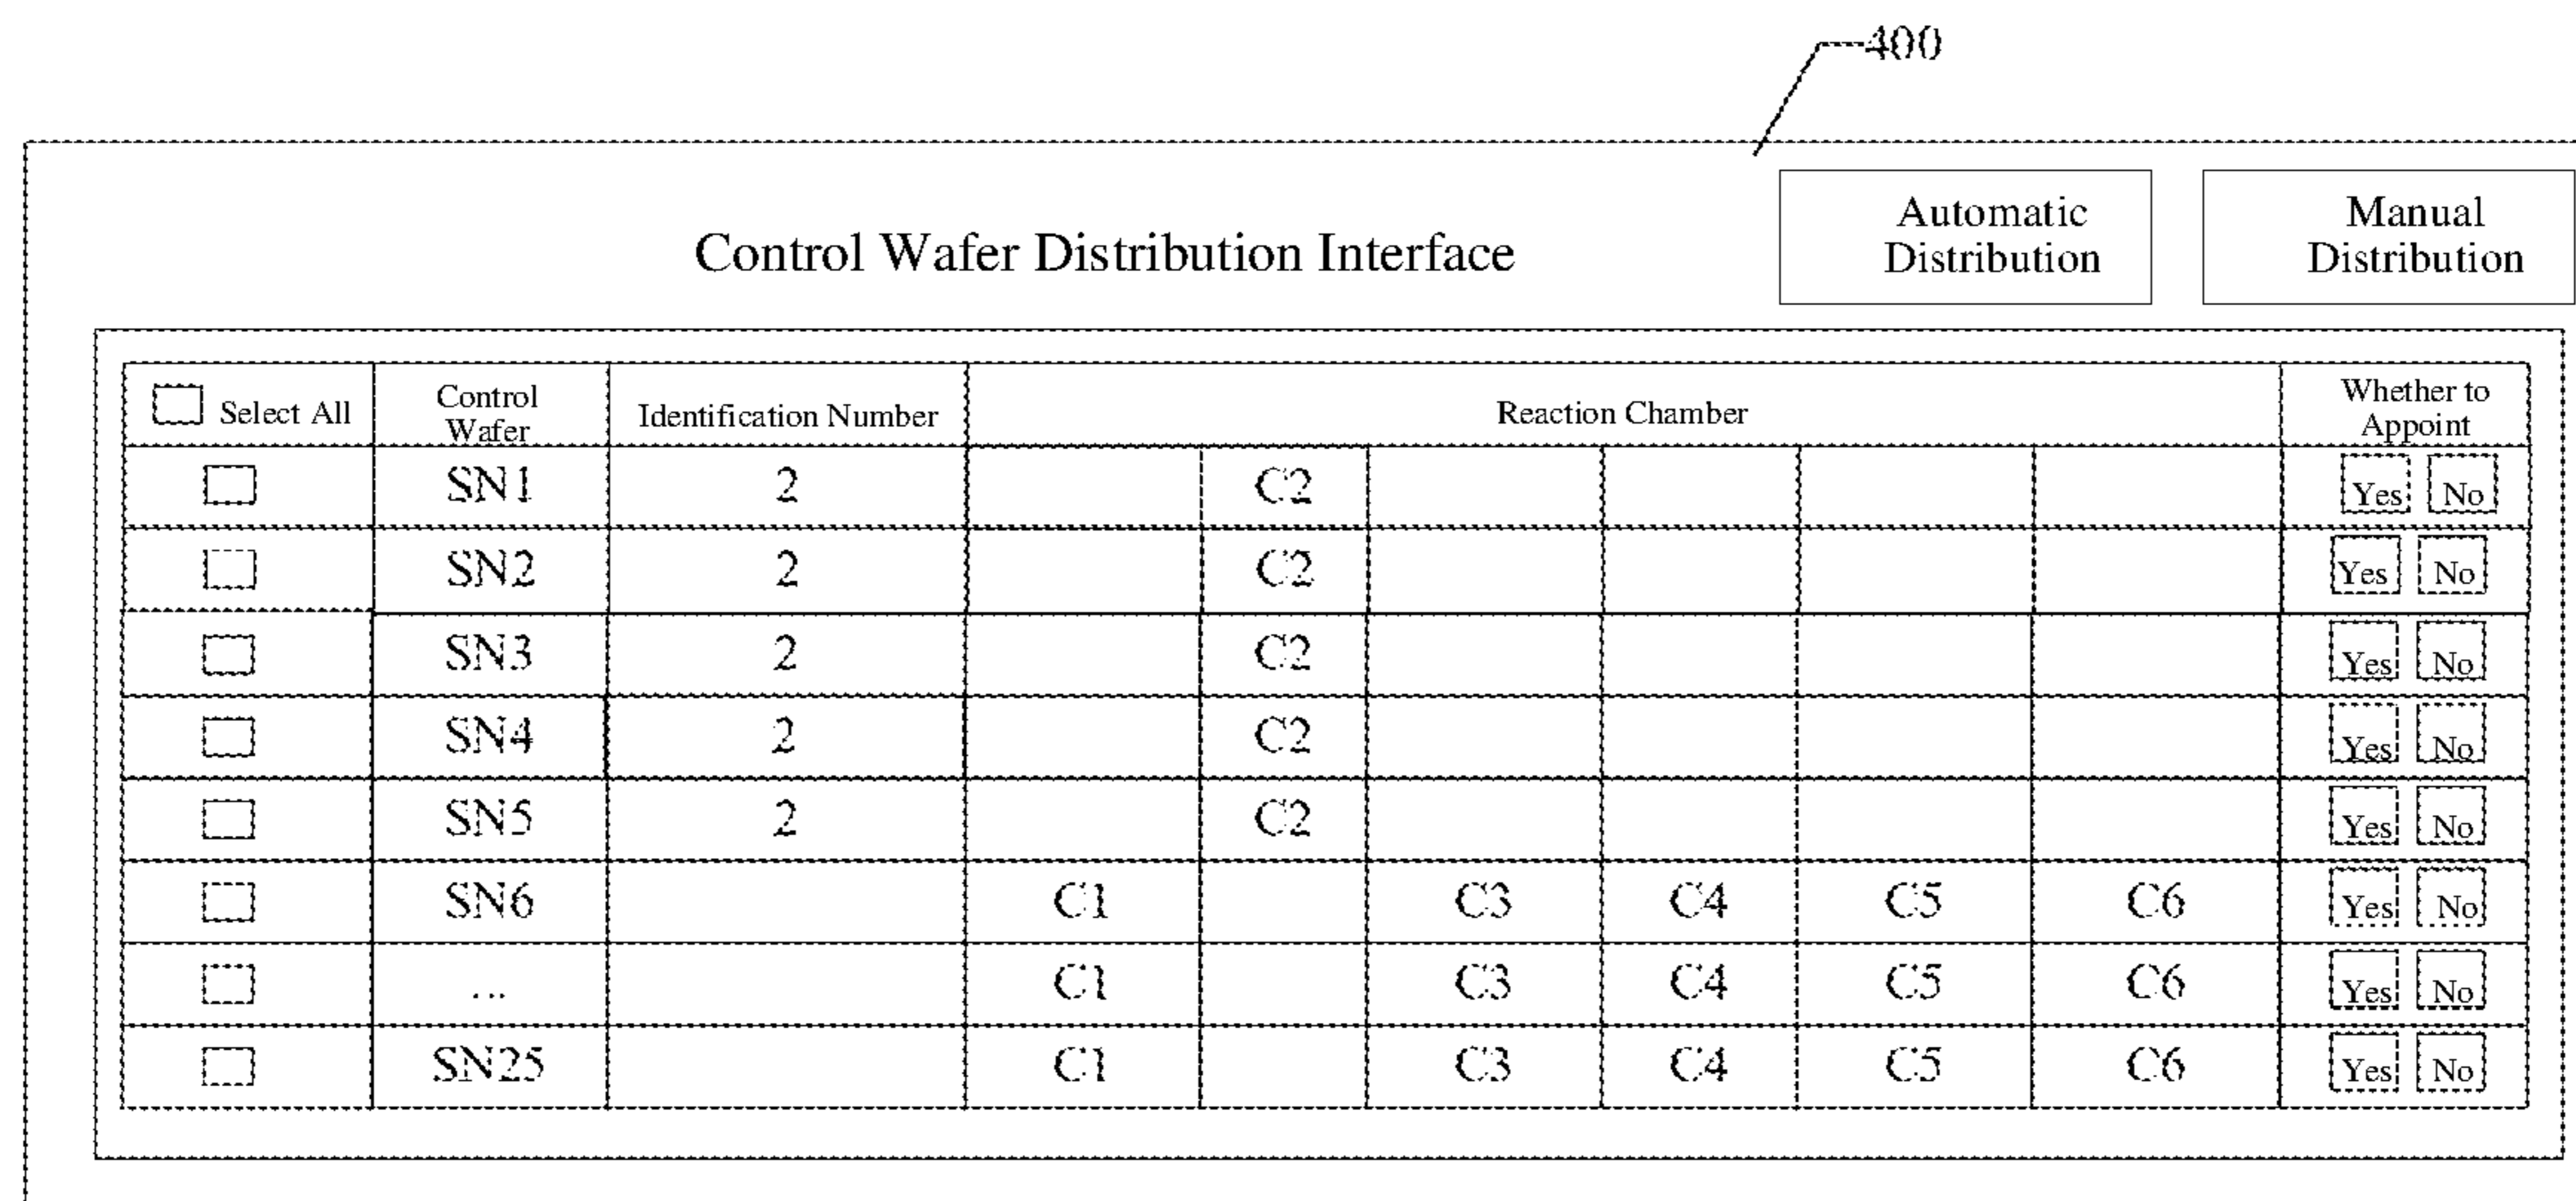 400
Control Wafer Distribution Interface
Automatic
Distribution
Manual
Distribution
Select All
Control
Wafer
Identification Number
Reaction Chamber
Whether to
Appoint
SN1 2 C2 Yes No
SN2 2 C2 Yes No
SN3 2 C2 Yes No
SN4 2 C2 Yes No
SN5 2 C2 Yes No
SN6 C1 C3 C4 C5 C6 Yes No
... C1 C3 C4 C5 C6 Yes No
SN25 C1 C3 C4 C5 C6 Yes No